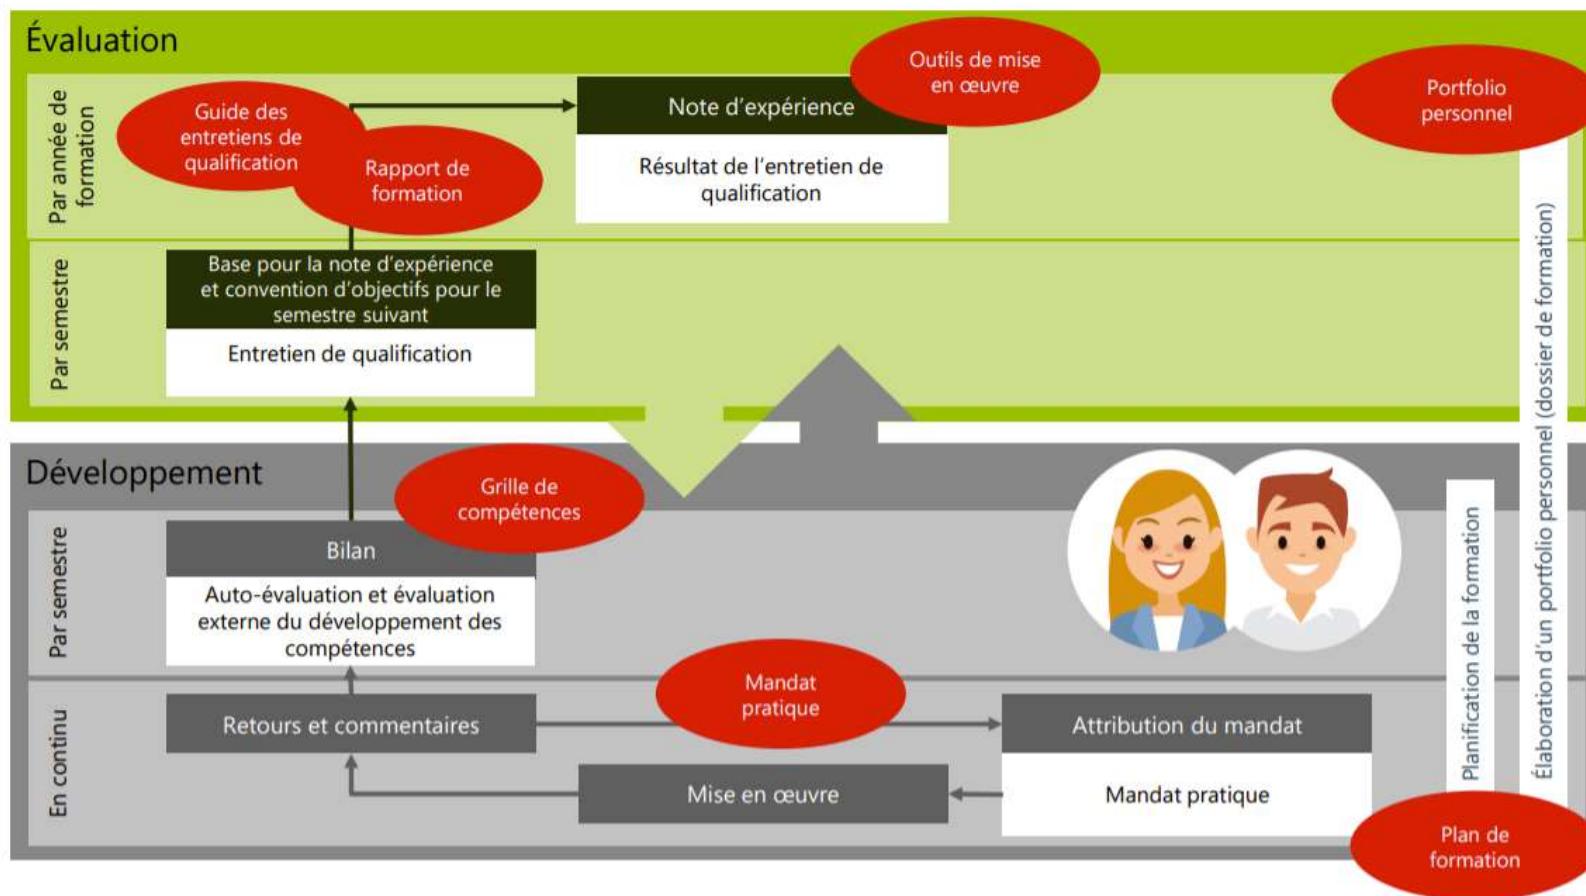 Évaluation
Par année de
formation
Guide des
entretiens de
qualification
Rapport de
formation
Note d’expérience
Résultat de l’entretien de
qualification
Outils de mise
en œuvre
Portfolio
personnel
Par semestre
Base pour la note d’expérience
et convention d’objectifs pour le
semestre suivant
Entretien de qualification
Développement
Grille de
compétences
Par semestre
Bilan
Auto-évaluation et évaluation
externe du développement des
compétences
En continu
Retours et commentaires
Mandat
pratique
Attribution du mandat
Mandat pratique
Mise en œuvre
Planification de la formation
Élaboration d’un portfolio personnel (dossier de formation)
Plan de
formation